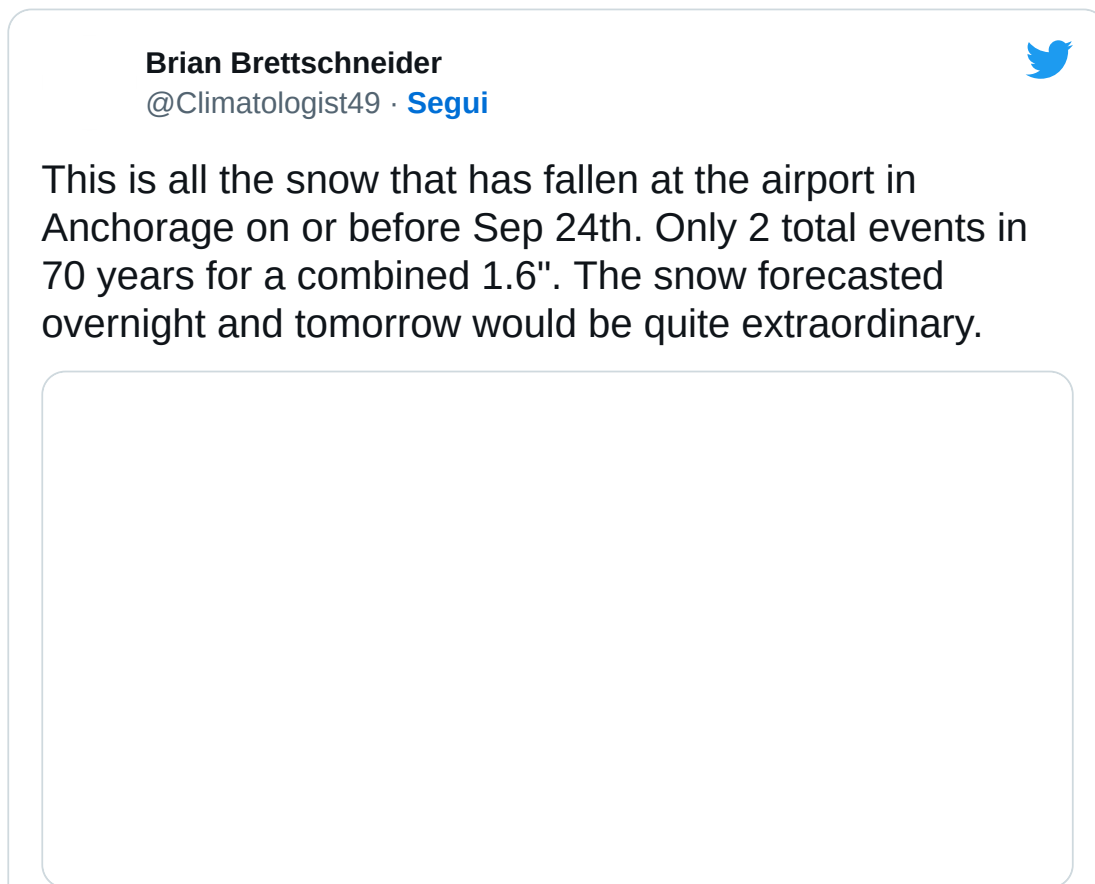 Brian Brettschneider
@Climatologist49 · Segui
This is all the snow that has fallen at the airport in
Anchorage on or before Sep 24th. Only 2 total events in
70 years for a combined 1.6". The snow forecasted
overnight and tomorrow would be quite extraordinary.